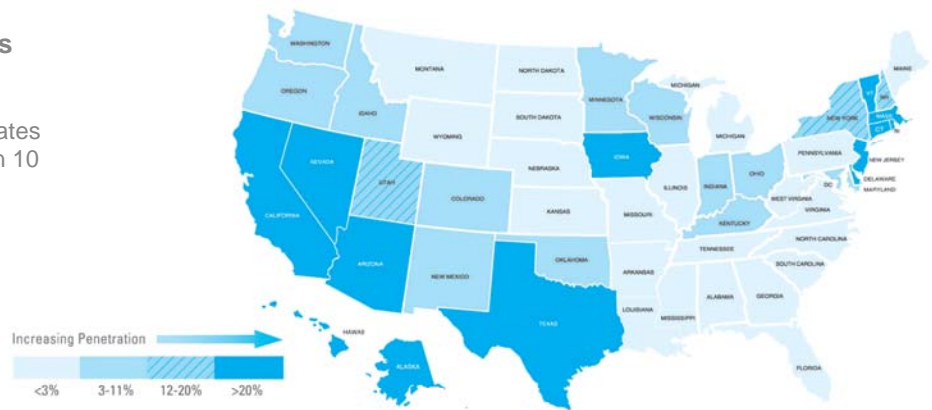 s
ates
n 10
WASHINGTON
MONTANA
NORTH DAKOTA
MICHIGAN
MAINE
OREGON
IDAHO
MINNESOTA
VT
NH
SOUTH DAKOTA
WISCONSIN
NEW YORK
MASS
WYOMING
MICHIGAN
CT
RI
IOWA
PENNSYLVANIA
NEVADA
NEBRASKA
NEW JERSEY
OHIO
DELAWARE
UTAH
ILLINOIS
INDIANA
DC
MARYLAND
COLORADO
WEST VIRGINIA
CALIFORNIA
KANSAS
MISSOURI
KENTUCKY
VIRGINIA
NORTH CAROLINA
TENNESSEE
ARIZONA
OKLAHOMA
NEW MEXICO
ARKANSAS
SOUTH CAROLINA
ALABAMA
GEORGIA
LOUISIANA
MISSISSIPPI
TEXAS
HAWAII
Increasing Penetration
ALASKA
FLORIDA
<3%
3-11%
12-20%
>20%